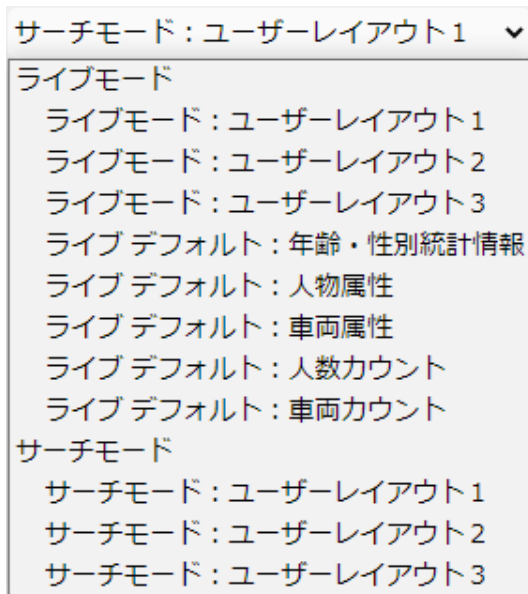 サーチモード：ユーザーレイアウト1
ライブモード
ライブモード：ユーザーレイアウト1
ライブモード：ユーザーレイアウト2
ライブモード：ユーザーレイアウト3
ライブ デフォルト：年齢・性別統計情報
ライブ デフォルト：人物属性
ライブ デフォルト：車両属性
ライブ デフォルト：人数カウント
ライブ デフォルト：車両カウント
サーチモード
サーチモード：ユーザーレイアウト1
サーチモード：ユーザーレイアウト2
サーチモード：ユーザーレイアウト3